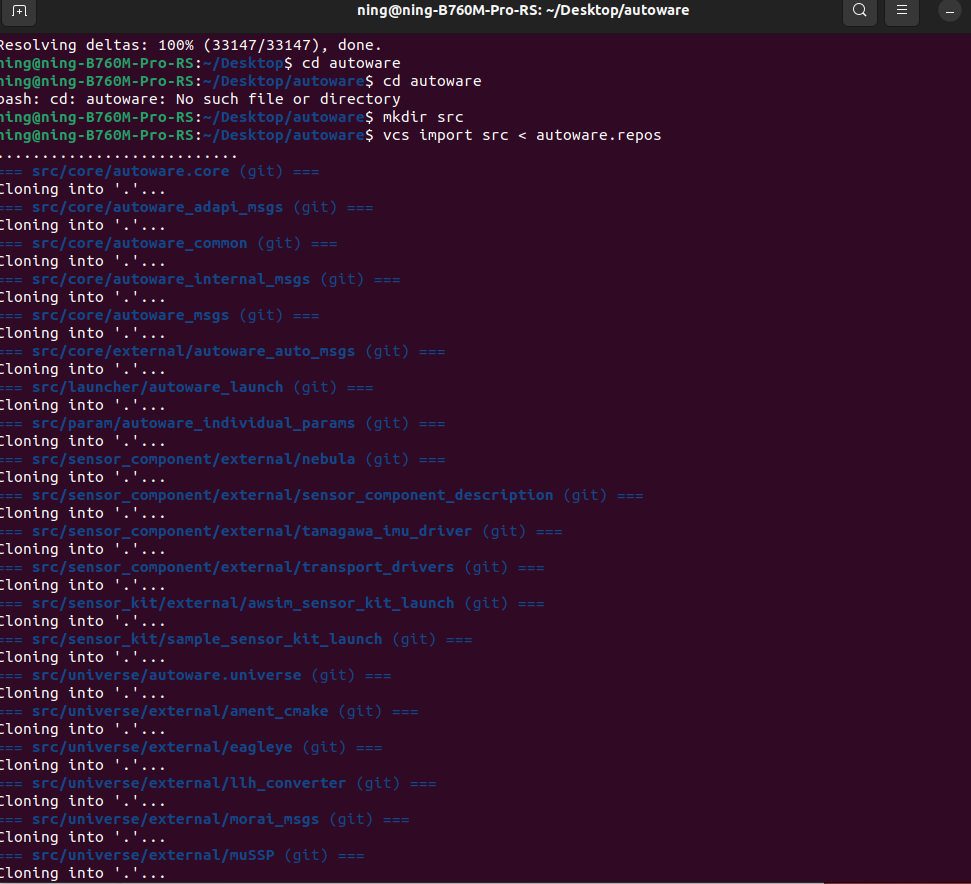 ning@ning-B760M-Pro-RS: ~/Desktop/autoware
Resolving deltas: 100% (33147/33147), done.
ning@ning-B760M-Pro-RS:~/Desktop$ cd autoware
ning@ning-B760M-Pro-RS:~/Desktop/autoware$ cd autoware
bash: cd: autoware: No such file or directory
ning@ning-B760M-Pro-RS:~/Desktop/autoware$ mkdir src
ning@ning-B760M-Pro-RS:~/Desktop/autoware$ vcs import src < autoware.repos
...........................
=== src/core/autoware.core (git) ===
Cloning into '.'...
=== src/core/autoware_adapi_msgs (git) ===
Cloning into '.'...
=== src/core/autoware_common (git) ===
Cloning into '.'...
=== src/core/autoware_internal_msgs (git) ===
Cloning into '.'...
=== src/core/autoware_msgs (git) ===
Cloning into '.'...
=== src/core/external/autoware_auto_msgs (git) ===
Cloning into '.'...
=== src/launcher/autoware_launch (git) ===
Cloning into '.'...
=== src/param/autoware_individual_params (git) ===
Cloning into '.'...
=== src/sensor_component/external/nebula (git) ===
Cloning into '.'...
=== src/sensor_component/external/sensor_component_description (git) ===
Cloning into '.'...
=== src/sensor_component/external/tamagawa_imu_driver (git) ===
Cloning into '.'...
=== src/sensor_component/external/transport_drivers (git) ===
Cloning into '.'...
=== src/sensor_kit/external/awsim_sensor_kit_launch (git) ===
Cloning into '.'...
=== src/sensor_kit/sample_sensor_kit_launch (git) ===
Cloning into '.'...
=== src/universe/autoware.universe (git) ===
Cloning into '.'...
=== src/universe/external/ament_cmake (git) ===
Cloning into '.'...
=== src/universe/external/eagleye (git) ===
Cloning into '.'...
=== src/universe/external/llh_converter (git) ===
Cloning into '.'...
=== src/universe/external/morai_msgs (git) ===
Cloning into '.'...
=== src/universe/external/muSSP (git) ===
Cloning into '.'...